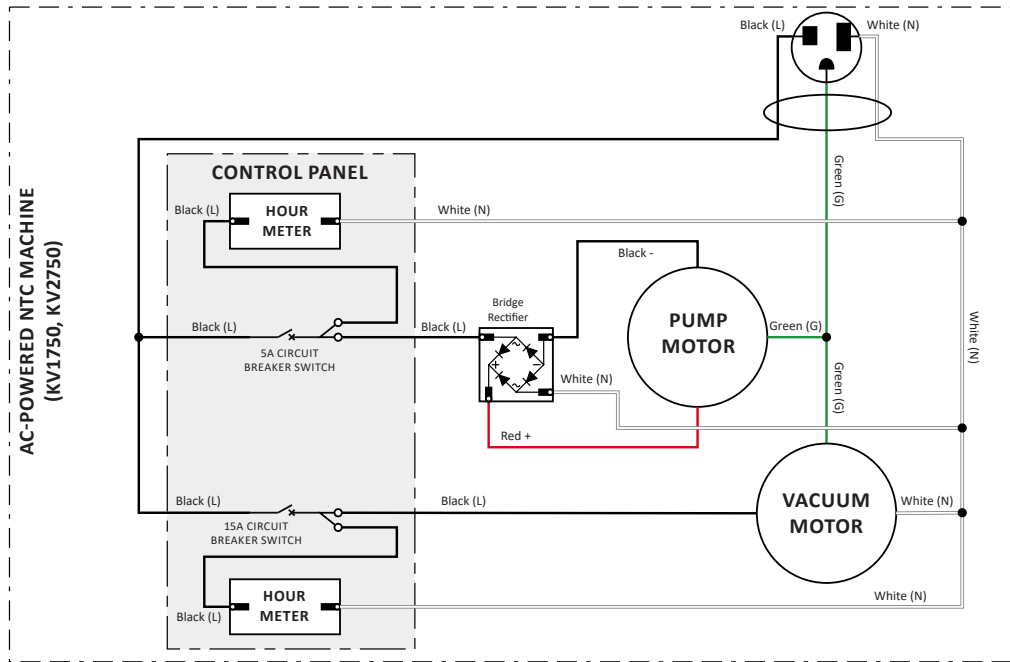 Black (L)
White (N)
CONTROL PANEL
Black (L)
HOUR
METER
White (N)
Green (G)
AC-POWERED NTC MACHINE
(KV1750, KV2750)
Black -
Bridge
Rectifier
Black (L)
5A CIRCUIT
BREAKER SWITCH
Black (L)
PUMP
MOTOR
Green (G)
White (N)
+
~
~
–
White (N)
Green (G)
Red +
Black (L)
15A CIRCUIT
BREAKER SWITCH
Black (L)
VACUUM
MOTOR
White (N)
HOUR
METER
Black (L)
White (N)